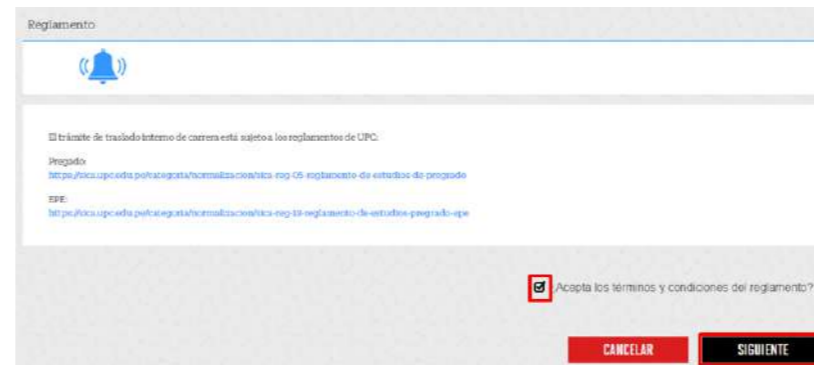 Reglamento
El trámite de traslado interno de carrera está sujeto a los reglamentos de UPC:
Pregado:
https://sica.upc.edu.pe/categoria/normalizacion/sica-reg-05-reglamento-de-estudios-de-pregrado
EPE:
https://sica.upc.edu.pe/categoria/normalizacion/sica-reg-13-reglamento-de-estudios-pregrado-epe
¿Acepta los términos y condiciones del reglamento?
CANCELAR
SIGUIENTE